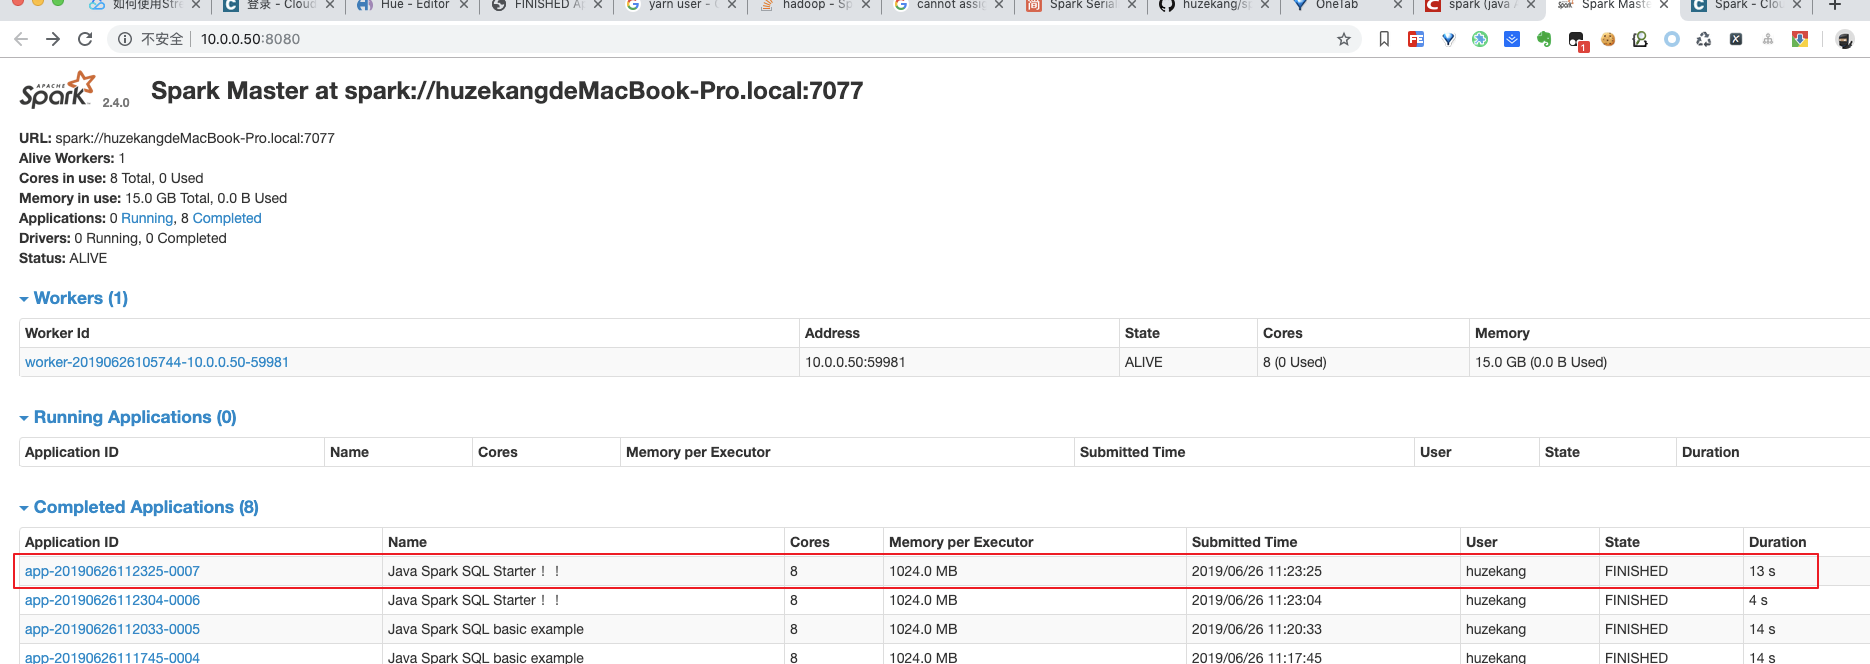 如何使用Stre
登录 - Cloud
Hue - Editor
FINISHED Ap
yarn user - C
hadoop - Sp
cannot assig
Spark Serial
huzekang/sp
OneTab
spark (java A
Spark Maste
Spark - Clou
不安全 10.0.0.50:8080
1
APACHE Spark 2.4.0 Spark Master at spark://huzekangdeMacBook-Pro.local:7077
URL: spark://huzekangdeMacBook-Pro.local:7077
Alive Workers: 1
Cores in use: 8 Total, 0 Used
Memory in use: 15.0 GB Total, 0.0 B Used
Applications: 0 Running, 8 Completed
Drivers: 0 Running, 0 Completed
Status: ALIVE
Workers (1)
Worker Id Address State Cores Memory
worker-20190626105744-10.0.0.50-59981 10.0.0.50:59981 ALIVE 8 (0 Used) 15.0 GB (0.0 B Used)
Running Applications (0)
Application ID Name Cores Memory per Executor Submitted Time User State Duration
Completed Applications (8)
Application ID Name Cores Memory per Executor Submitted Time User State Duration
app-20190626112325-0007 Java Spark SQL Starter！！ 8 1024.0 MB 2019/06/26 11:23:25 huzekang FINISHED 13 s
app-20190626112304-0006 Java Spark SQL Starter！！ 8 1024.0 MB 2019/06/26 11:23:04 huzekang FINISHED 4 s
app-20190626112033-0005 Java Spark SQL basic example 8 1024.0 MB 2019/06/26 11:20:33 huzekang FINISHED 14 s
app-20190626111745-0004 Java Spark SQL basic example 8 1024.0 MB 2019/06/26 11:17:45 huzekang FINISHED 14 s